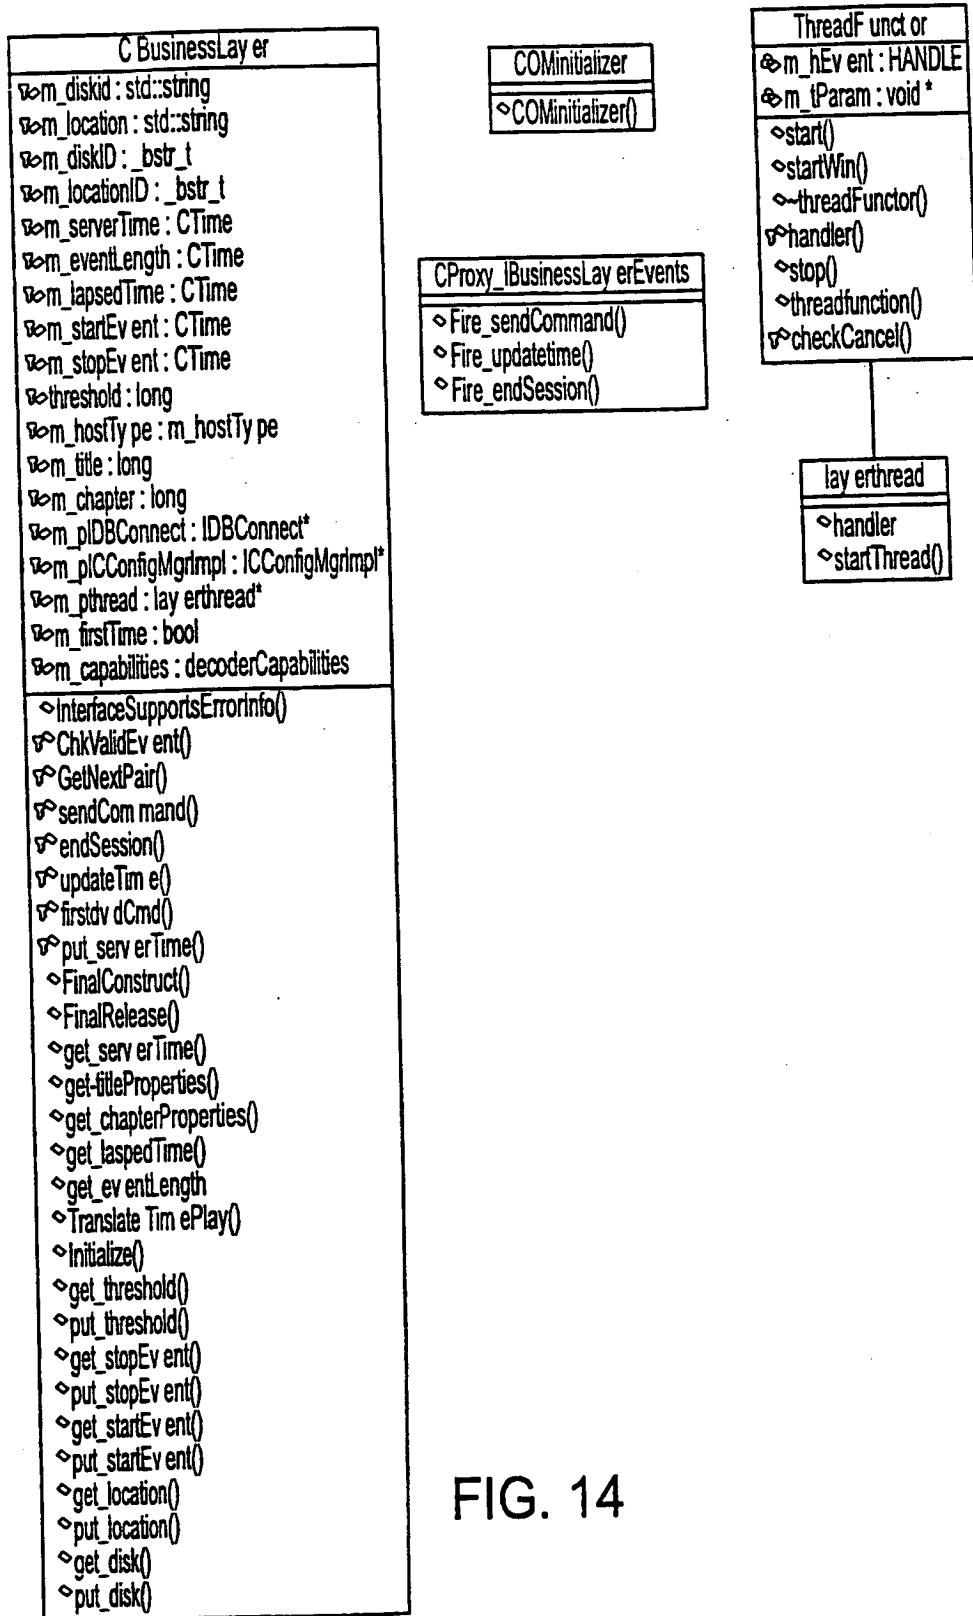 C BusinessLay er
m_diskid : std::string
m_location : std::string
m_diskID : _bstr_t
m_locationID : _bstr_t
m_serverTime : CTime
m_eventLength : CTime
m_lapsedTime : CTime
m_startEv ent : CTime
m_stopEv ent : CTime
threshold : long
m_hostTy pe : m_hostTy pe
m_title : long
m_chapter : long
m_pIDBConnect : IDBConnect*
m_pICConfigMgrImpl : ICConfigMgrImpl*
m_pthread : lay erthread*
m_firstTime : bool
m_capabilities : decoderCapabilities
InterfaceSupportsErrorInfo()
ChkValidEv ent()
GetNextPair()
sendCom mand()
endSession()
updateTim e()
firstdv dCmd()
put_serv erTime()
FinalConstruct()
FinalRelease()
get_serv erTime()
get-titleProperties()
get_chapterProperties()
get_laspedTime()
get_ev entLength
Translate Tim ePlay()
Initialize()
get_threshold()
put_threshold()
get_stopEv ent()
put_stopEv ent()
get_startEv ent()
put_startEv ent()
get_location()
put_location()
get_disk()
put_disk()
COMinitializer
COMinitializer()
CProxy_IBusinessLay erEvents
Fire_sendCommand()
Fire_updatetime()
Fire_endSession()
ThreadF unct or
m_hEv ent : HANDLE
m_tParam : void *
start()
startWin()
~threadFunctor()
handler()
stop()
threadfunction()
checkCancel()
lay erthread
handler
startThread()
FIG. 14